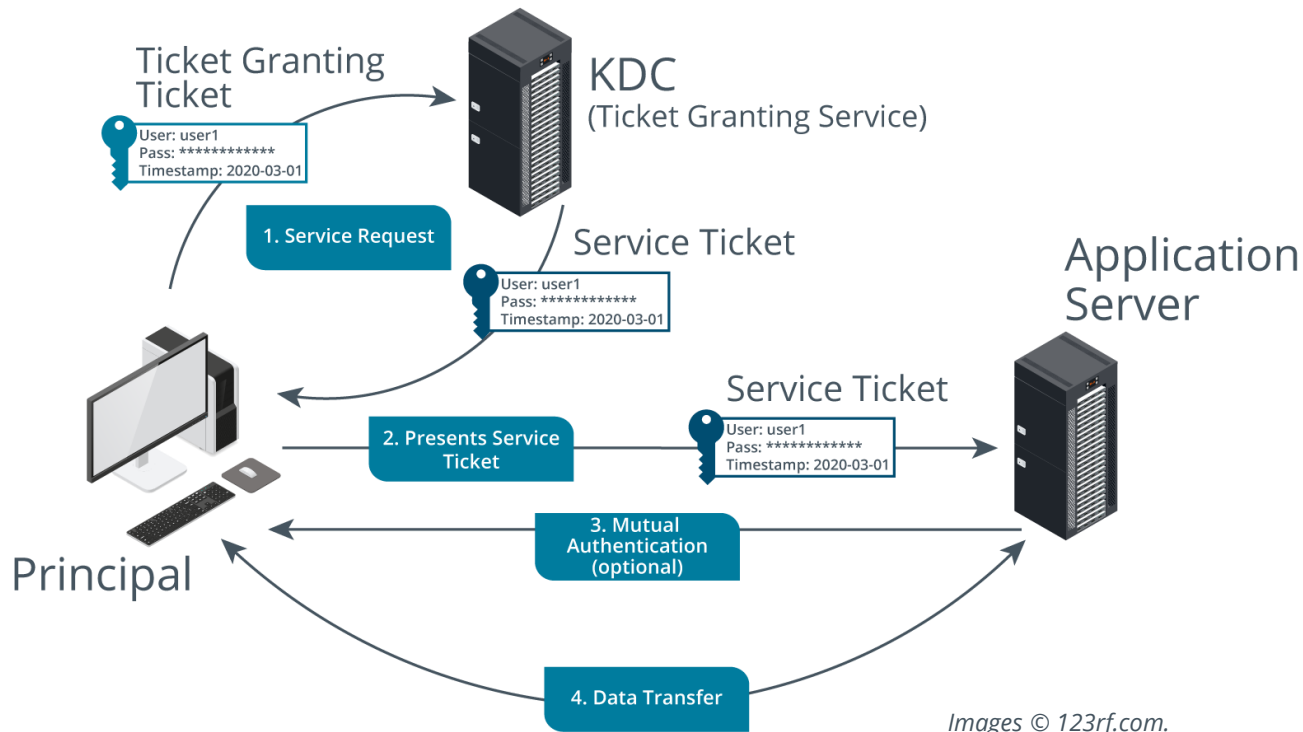 Ticket Granting
Ticket
User: user1
Pass: ************
Timestamp: 2020-03-01
KDC
(Ticket Granting Service)
1. Service Request
Service Ticket
User: user1
Pass: ************
Timestamp: 2020-03-01
Application
Server
Service Ticket
User: user1
Pass: ************
Timestamp: 2020-03-01
2. Presents Service
Ticket
3. Mutual
Authentication
(optional)
Principal
4. Data Transfer
Images © 123rf.com.